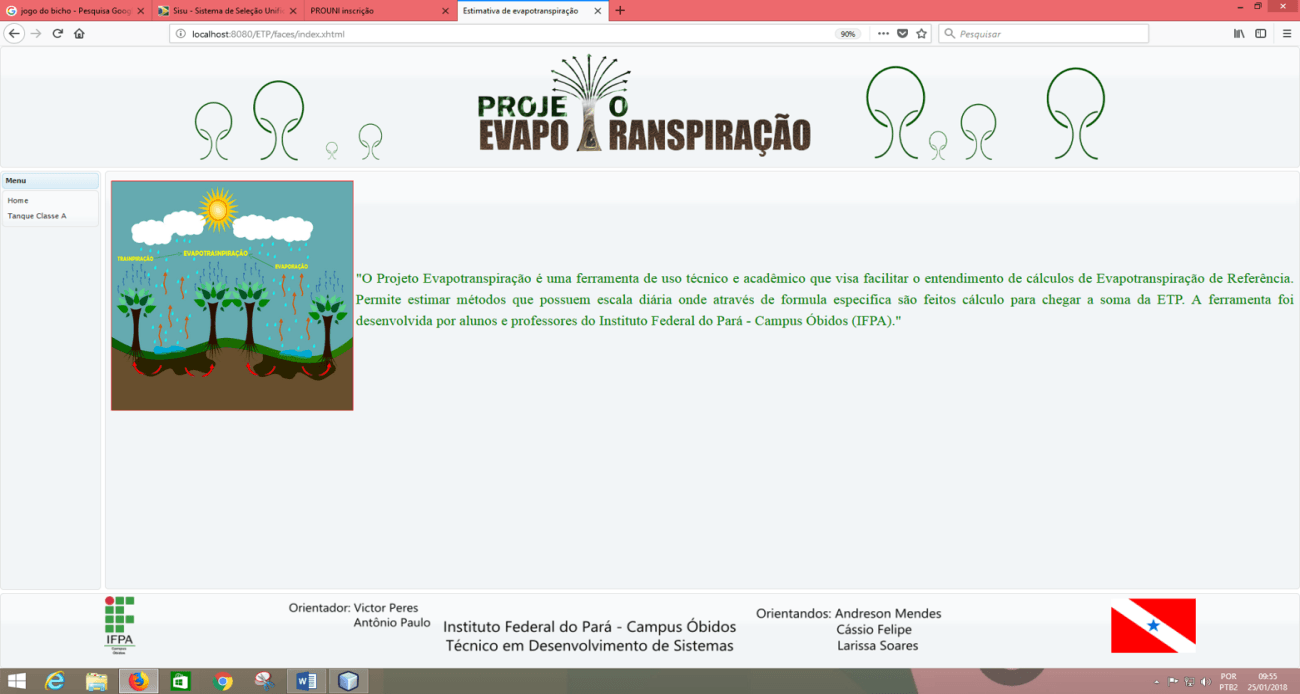 jogo do bicho - Pesquisa Goog
Sisu - Sistema de Seleção Unifi
PROUNI inscrição
Estimativa de evapotranspiração
localhost:8080/ETP/faces/index.xhtml
90%
Pesquisar
PROJE O
EVAPO RANSPIRAÇÃO
Menu
Home
Tanque Classe A
EVAPOTRASNPIRAÇÃO
TRASNPIRAÇÃO
EVAPORAÇÃO
"O Projeto Evapotranspiração é uma ferramenta de uso técnico e acadêmico que visa facilitar o entendimento de cálculos de Evapotranspiração de Referência.
Permite estimar métodos que possuem escala diária onde através de formula especifica são feitos cálculo para chegar a soma da ETP. A ferramenta foi
desenvolvida por alunos e professores do Instituto Federal do Pará - Campus Óbidos (IFPA)."
IFPA
Campus
Óbidos
Orientador: Victor Peres
Antônio Paulo
Instituto Federal do Pará - Campus Óbidos
Técnico em Desenvolvimento de Sistemas
Orientandos: Andreson Mendes
Cássio Felipe
Larissa Soares
POR
PTB2
09:55
25/01/2018